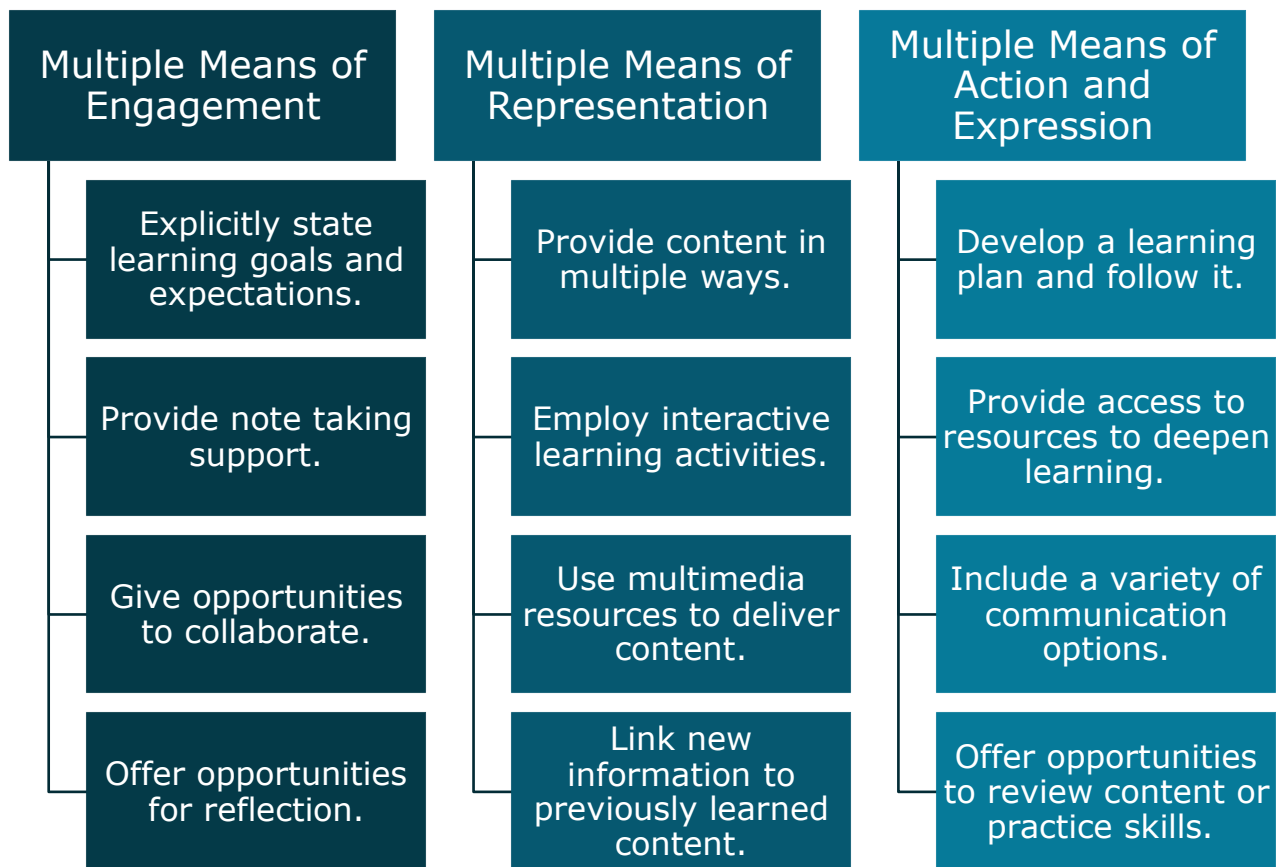 Multiple Means of
Engagement
Explicitly state
learning goals and
expectations.
Provide note taking
support.
Give opportunities
to collaborate.
Offer opportunities
for reflection.
Multiple Means of
Representation
Provide content in
multiple ways.
Employ interactive
learning activities.
Use multimedia
resources to deliver
content.
Link new
information to
previously learned
content.
Multiple Means of
Action and
Expression
Develop a learning
plan and follow it.
Provide access to
resources to deepen
learning.
Include a variety of
communication
options.
Offer opportunities
to review content or
practice skills.